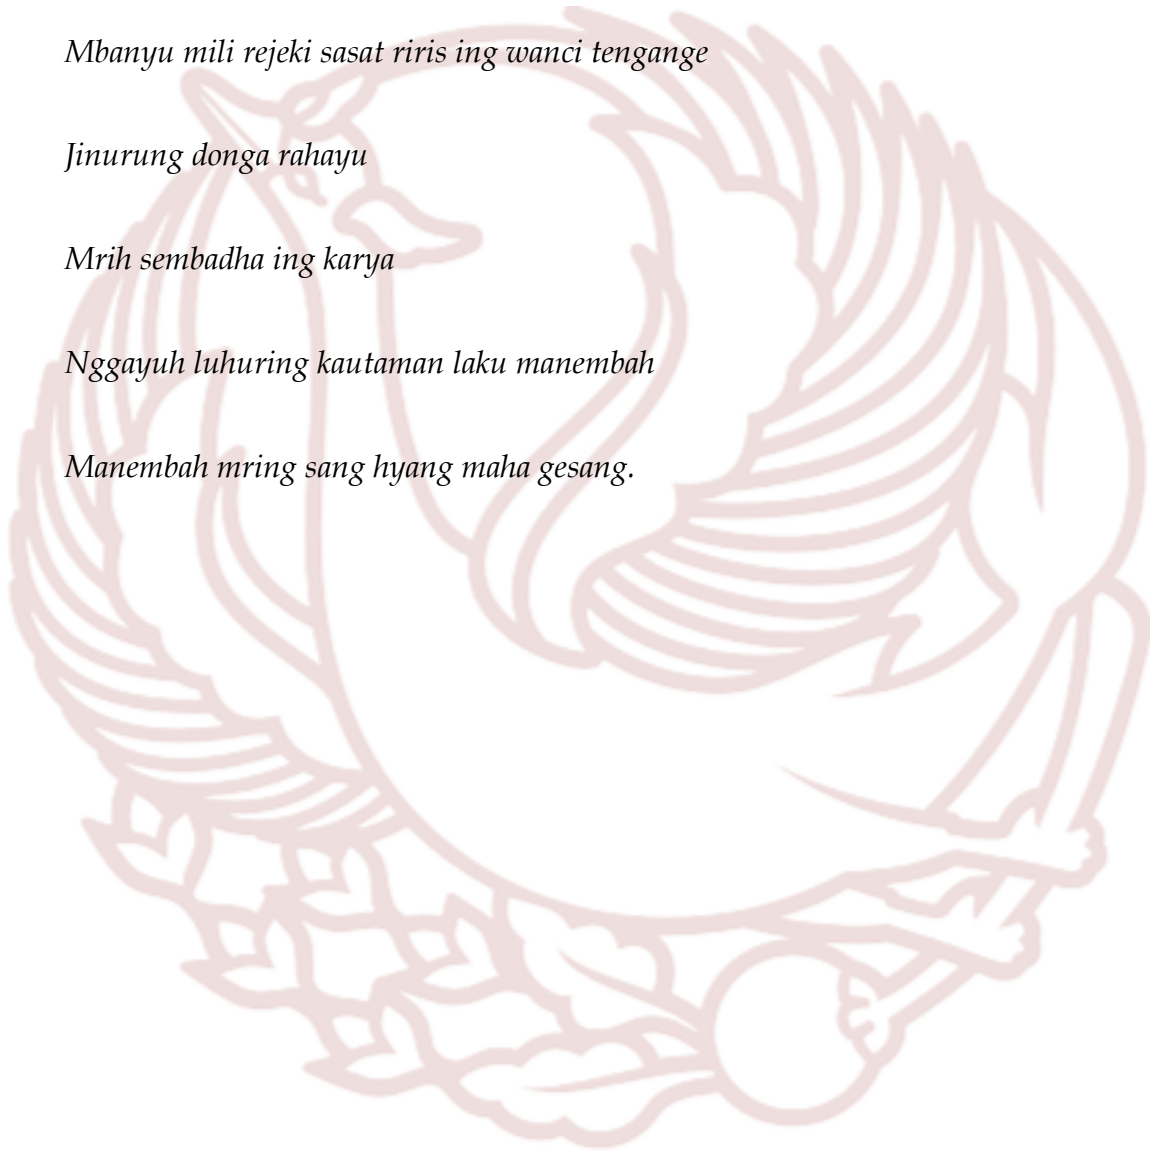 Mbanyu mili rejeki sasat riris ing wanci tengange
Jinurung donga rahayu
Mrih sembadha ing karya
Nggayuh luhuring kautaman laku manembah
Manembah mring sang hyang maha gesang.